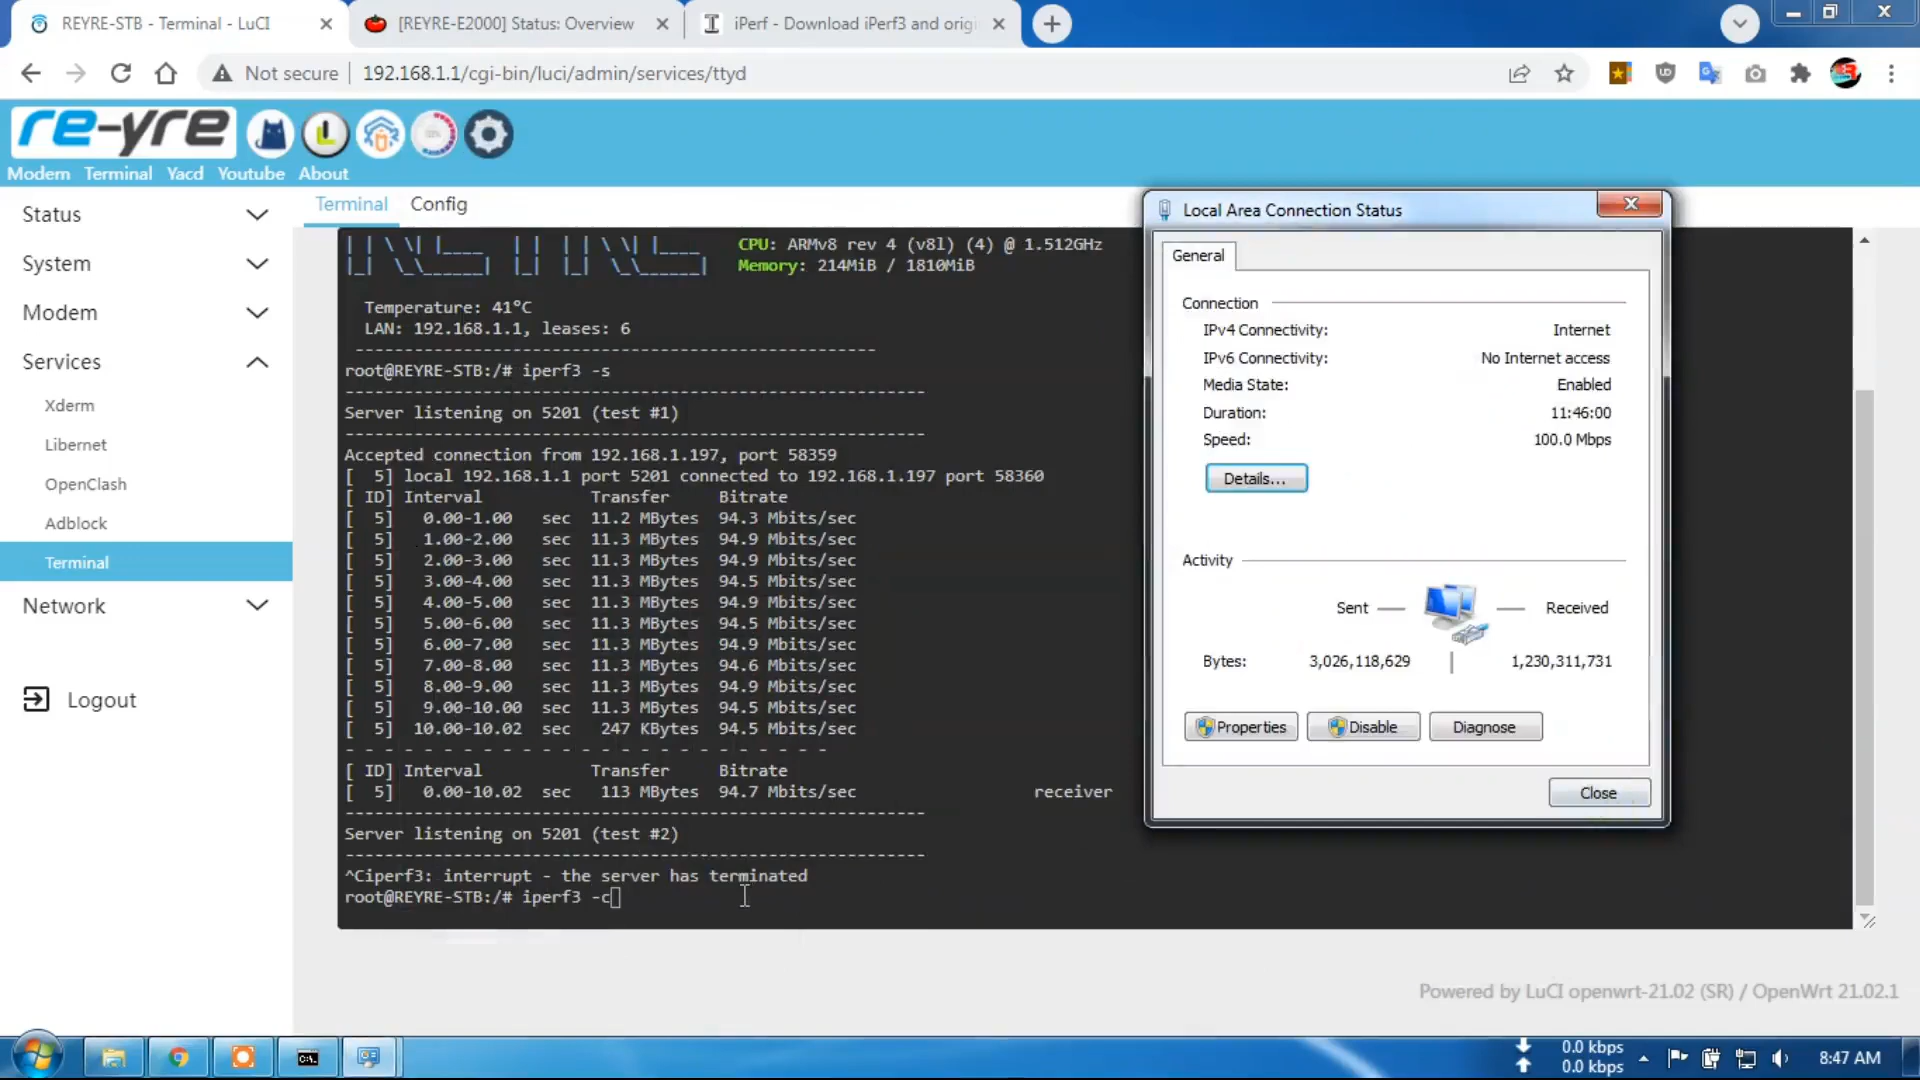 REYRE-STB - Terminal - LuCI
[REYRE-E2000] Status: Overview
iPerf - Download iPerf3 and orig
Not secure
192.168.1.1/cgi-bin/luci/admin/services/ttyd
re-yre
Modem Terminal Yacd Youtube About
Status
System
Modem
Services
Xderm
Libernet
OpenClash
Adblock
Terminal
Network
Logout
Terminal Config
CPU: ARMv8 rev 4 (v8l) (4) @ 1.512GHz
Memory: 214MiB / 1810MiB
Temperature: 41°C
LAN: 192.168.1.1, leases: 6
-----------------------------------------------------
root@REYRE-STB:/# iperf3 -s
-----------------------------------------------------------
Server listening on 5201 (test #1)
-----------------------------------------------------------
Accepted connection from 192.168.1.197, port 58359
[  5] local 192.168.1.1 port 5201 connected to 192.168.1.197 port 58360
[ ID] Interval           Transfer     Bitrate
[  5]   0.00-1.00   sec  11.2 MBytes  94.3 Mbits/sec
[  5]   1.00-2.00   sec  11.3 MBytes  94.9 Mbits/sec
[  5]   2.00-3.00   sec  11.3 MBytes  94.9 Mbits/sec
[  5]   3.00-4.00   sec  11.3 MBytes  94.5 Mbits/sec
[  5]   4.00-5.00   sec  11.3 MBytes  94.9 Mbits/sec
[  5]   5.00-6.00   sec  11.3 MBytes  94.5 Mbits/sec
[  5]   6.00-7.00   sec  11.3 MBytes  94.9 Mbits/sec
[  5]   7.00-8.00   sec  11.3 MBytes  94.6 Mbits/sec
[  5]   8.00-9.00   sec  11.3 MBytes  94.9 Mbits/sec
[  5]   9.00-10.00  sec  11.3 MBytes  94.5 Mbits/sec
[  5]  10.00-10.02  sec   247 KBytes  94.5 Mbits/sec
- - - - - - - - - - - - - - - - - - - - - - - - -
[ ID] Interval           Transfer     Bitrate
[  5]   0.00-10.02  sec   113 MBytes  94.7 Mbits/sec                  receiver
-----------------------------------------------------------
Server listening on 5201 (test #2)
-----------------------------------------------------------
^Ciperf3: interrupt - the server has terminated
root@REYRE-STB:/# iperf3 -c
Local Area Connection Status
General
Connection
IPv4 Connectivity: Internet
IPv6 Connectivity: No Internet access
Media State: Enabled
Duration: 11:46:00
Speed: 100.0 Mbps
Details...
Activity
Sent — — Received
Bytes: 3,026,118,629 | 1,230,311,731
Properties Disable Diagnose
Close
Powered by LuCI openwrt-21.02 (SR) / OpenWrt 21.02.1
0.0 kbps
0.0 kbps
8:47 AM